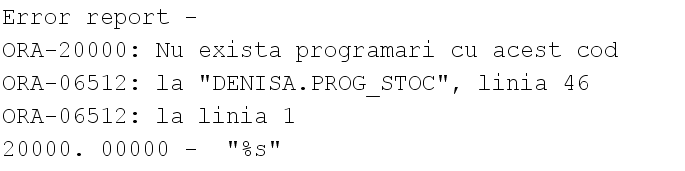 Error report -
ORA-20000: Nu exista programari cu acest cod
ORA-06512: la "DENISA.PROG_STOC", linia 46
ORA-06512: la linia 1
20000. 00000 -  "%s"